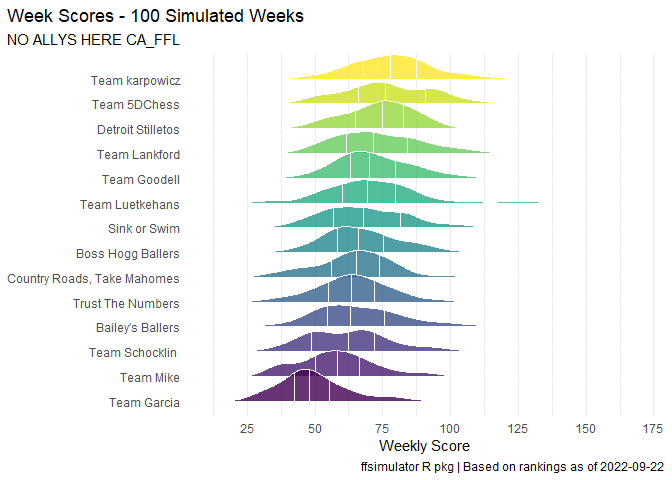 Week Scores - 100 Simulated Weeks
NO ALLYS HERE CA_FFL
Team karpowicz
Team 5DChess
Detroit Stilletos
Team Lankford
Team Goodell
Team Luetkehans
Sink or Swim
Boss Hogg Ballers
Country Roads, Take Mahomes
Trust The Numbers
Bailey's Ballers
Team Schocklin
Team Mike
Team Garcia
25 50 75 100 125 150 175
Weekly Score
ffsimulator R pkg | Based on rankings as of 2022-09-22